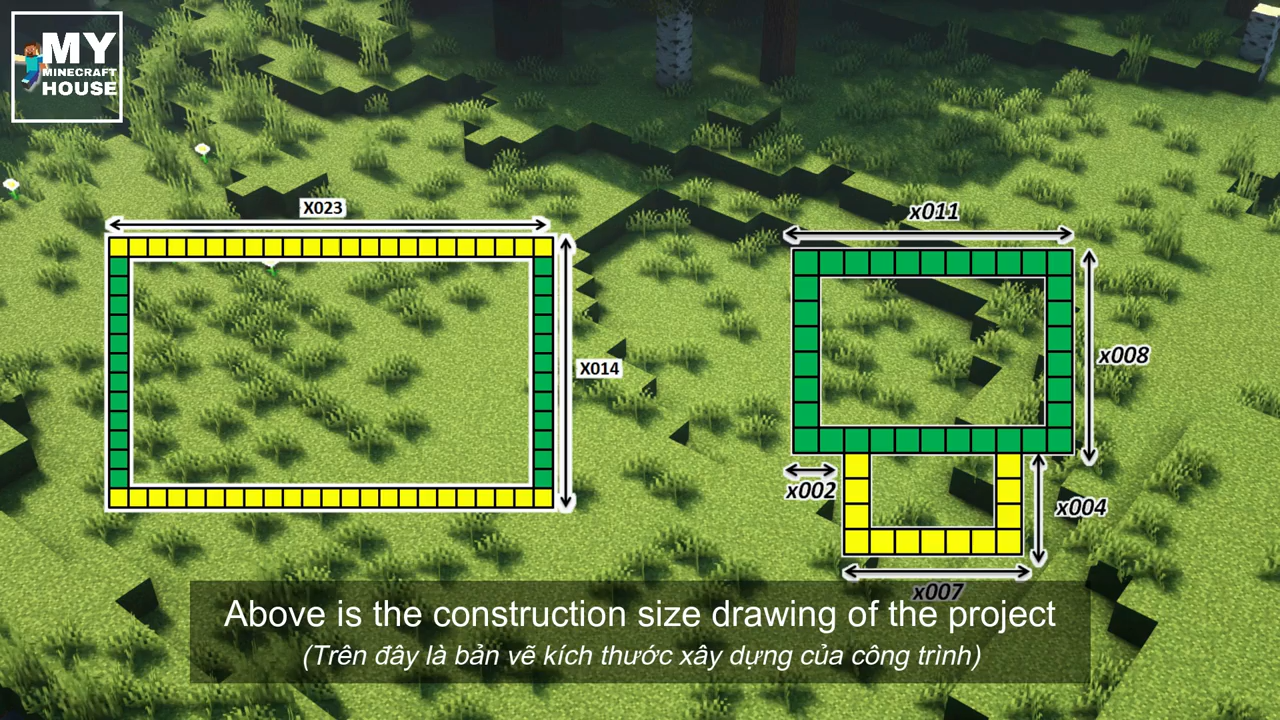 MY
MINECRAFT
HOUSE
X023
X014
x011
x008
x002
x004
x007
Above is the construction size drawing of the project
(Trên đây là bản vẽ kích thước xây dựng của công trình)